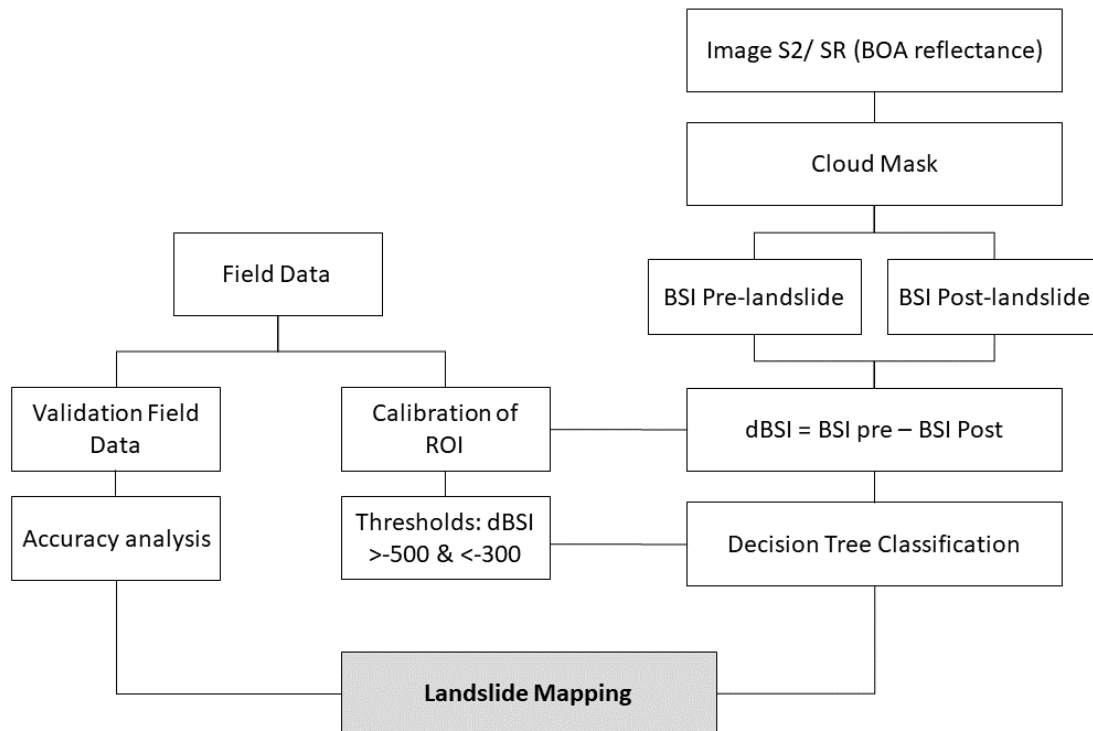 Image S2/ SR (BOA reflectance)
Cloud Mask
Field Data
BSI Pre-landslide
BSI Post-landslide
Validation Field
Data
Calibration of
ROI
dBSI = BSI pre – BSI Post
Accuracy analysis
Thresholds: dBSI
>-500 & <-300
Decision Tree Classification
Landslide Mapping